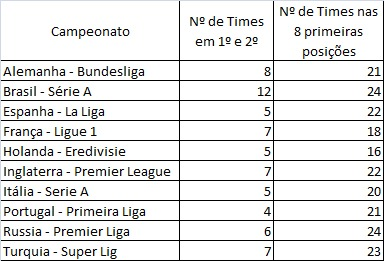 Campeonato Nº de Times em 1º e 2º Nº de Times nas 8 primeiras posições
Alemanha - Bundesliga 8 21
Brasil - Série A 12 24
Espanha - La Liga 5 22
França - Ligue 1 7 18
Holanda - Eredivisie 5 16
Inglaterra - Premier League 7 22
Itália - Serie A 5 20
Portugal - Primeira Liga 4 21
Russia - Premier Liga 6 24
Turquia - Super Lig 7 23